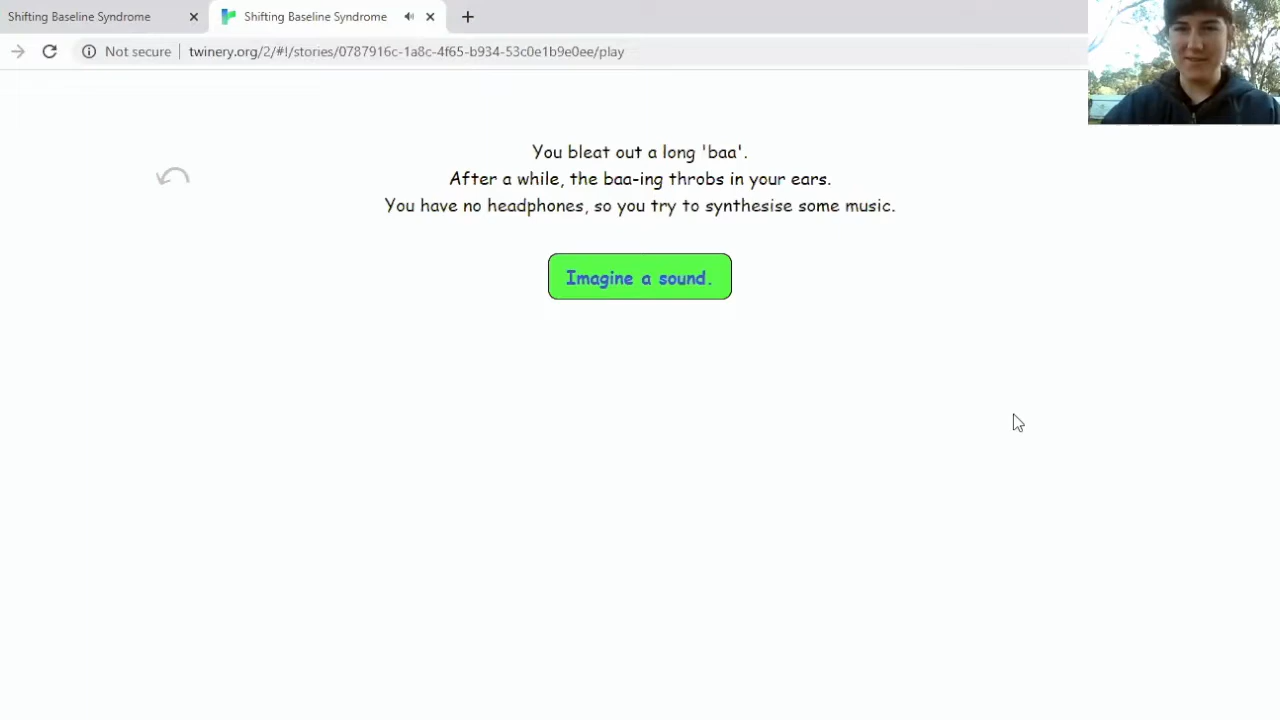 Shifting Baseline Syndrome
Shifting Baseline Syndrome
Not secure
twinery.org/2/#!/stories/0787916c-1a8c-4f65-b934-53c0e1b9e0ee/play
You bleat out a long 'baa'.
After a while, the baa-ing throbs in your ears.
You have no headphones, so you try to synthesise some music.
Imagine a sound.